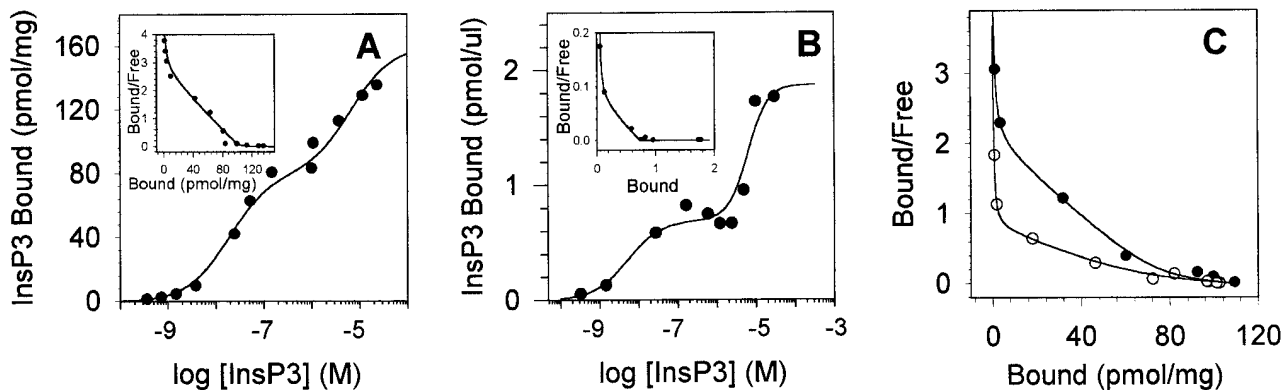 A
InsP3 Bound (pmol/mg)
160
120
80
40
0
-9
-7
-5
log [InsP3] (M)
Bound/Free
4
3
2
1
0
0
40
80
120
Bound (pmol/mg)
B
InsP3 Bound (pmol/ul)
2
1
0
-9
-7
-5
-3
log [InsP3] (M)
Bound/Free
0.2
0.1
0.0
0
1
2
Bound
C
Bound/Free
3
2
1
0
0
40
80
120
Bound (pmol/mg)